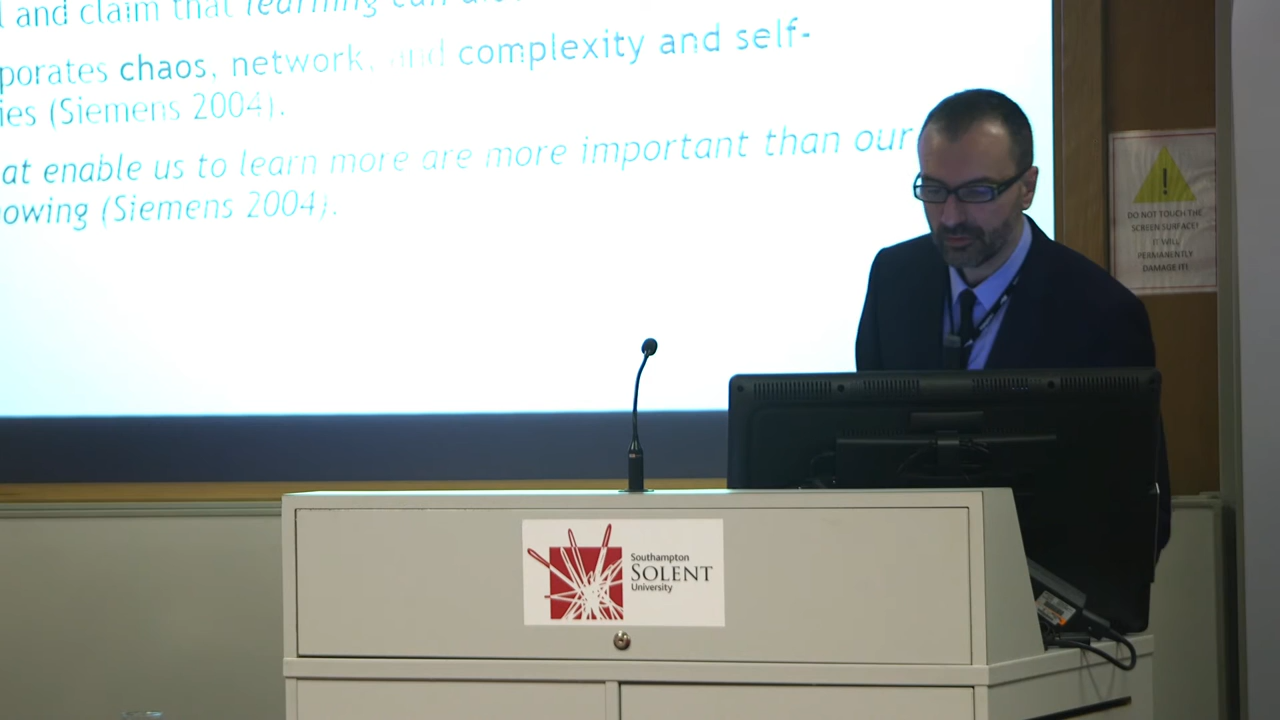 and claim that learning can
porates chaos, network, and complexity and self-
ies (Siemens 2004).
at enable us to learn more are more important than our
owing (Siemens 2004).
!
DO NOT TOUCH THE
SCREEN SURFACE!
IT WILL
PERMANENTLY
DAMAGE IT!
Southampton
SOLENT
University